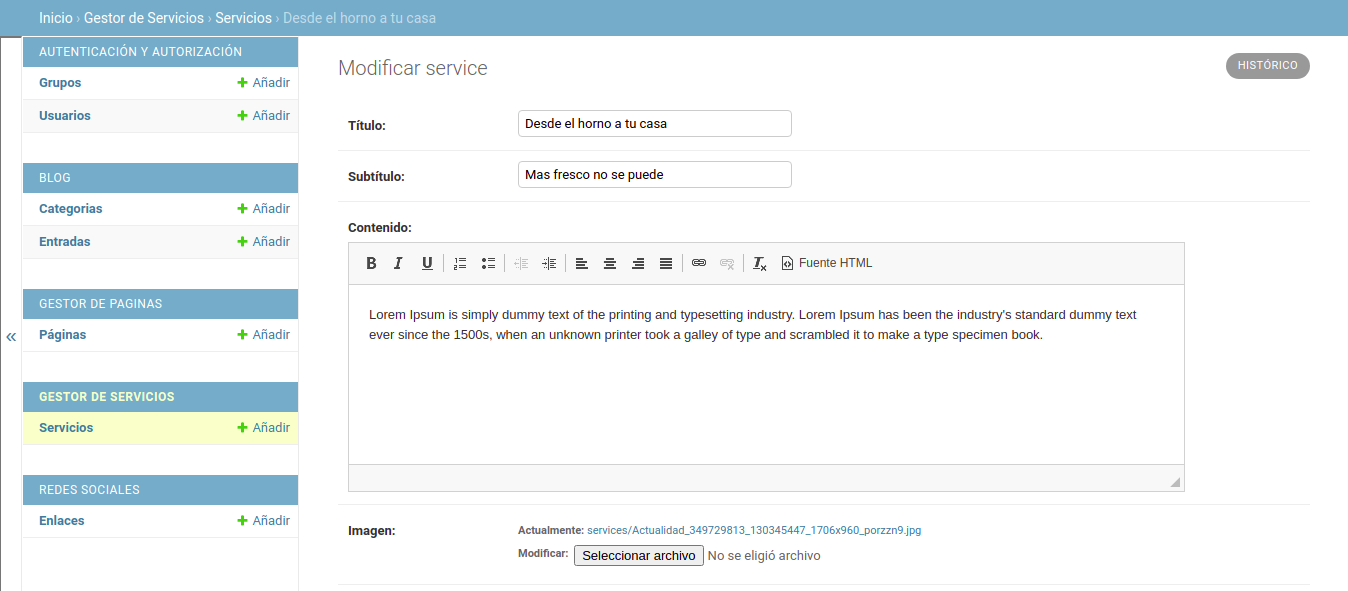 Inicio › Gestor de Servicios › Servicios › Desde el horno a tu casa
«
AUTENTICACIÓN Y AUTORIZACIÓN
Grupos Añadir
Usuarios Añadir
BLOG
Categorias Añadir
Entradas Añadir
GESTOR DE PAGINAS
Páginas Añadir
GESTOR DE SERVICIOS
Servicios Añadir
REDES SOCIALES
Enlaces Añadir
Modificar service
HISTÓRICO
Título: Desde el horno a tu casa
Subtítulo: Mas fresco no se puede
Contenido:
B I U Fuente HTML
Lorem Ipsum is simply dummy text of the printing and typesetting industry. Lorem Ipsum has been the industry's standard dummy text
ever since the 1500s, when an unknown printer took a galley of type and scrambled it to make a type specimen book.
Imagen: Actualmente: services/Actualidad_349729813_130345447_1706x960_porzzn9.jpg
Modificar: Seleccionar archivo No se eligió archivo